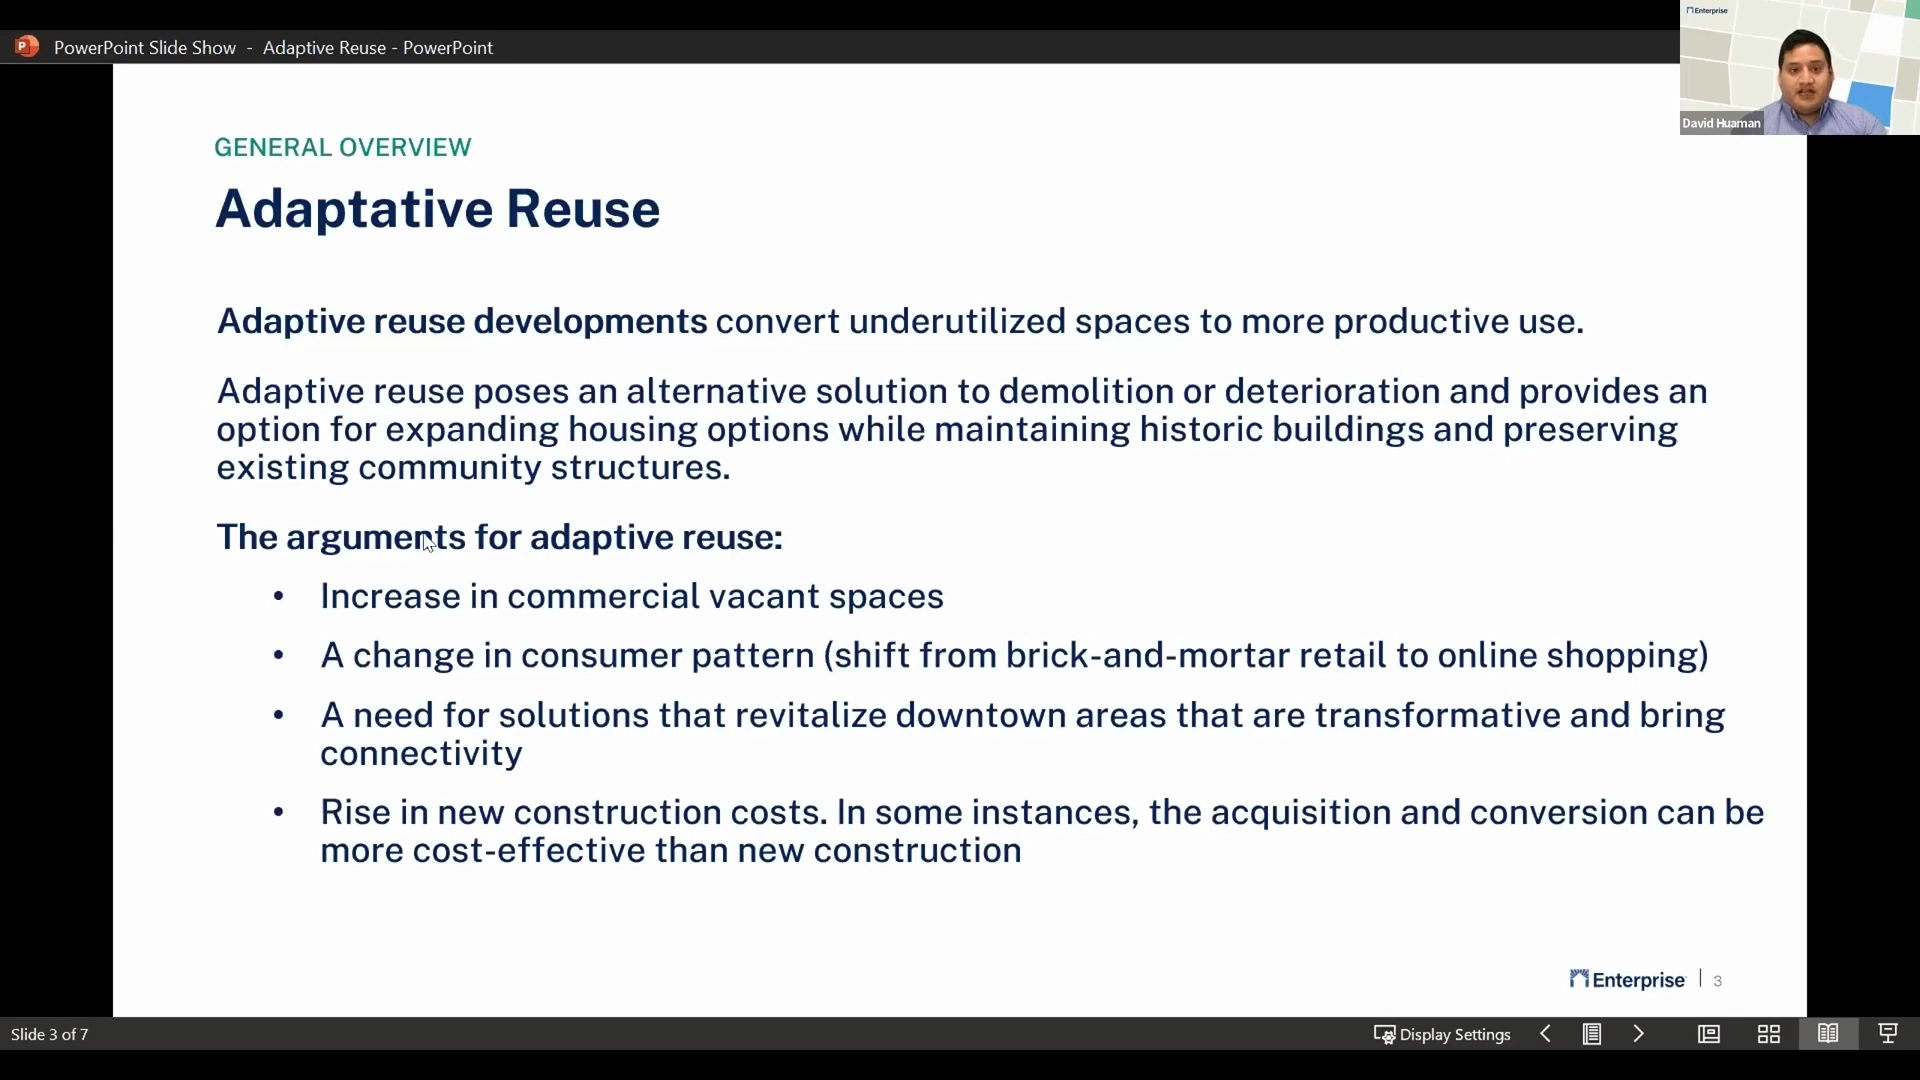 Enterprise
PowerPoint Slide Show - Adaptive Reuse - PowerPoint
David Huaman
GENERAL OVERVIEW
Adaptative Reuse
Adaptive reuse developments convert underutilized spaces to more productive use.
Adaptive reuse poses an alternative solution to demolition or deterioration and provides an
option for expanding housing options while maintaining historic buildings and preserving
existing community structures.
The arguments for adaptive reuse:
• Increase in commercial vacant spaces
• A change in consumer pattern (shift from brick-and-mortar retail to online shopping)
• A need for solutions that revitalize downtown areas that are transformative and bring
connectivity
• Rise in new construction costs. In some instances, the acquisition and conversion can be
more cost-effective than new construction
Enterprise | 3
Slide 3 of 7
Display Settings